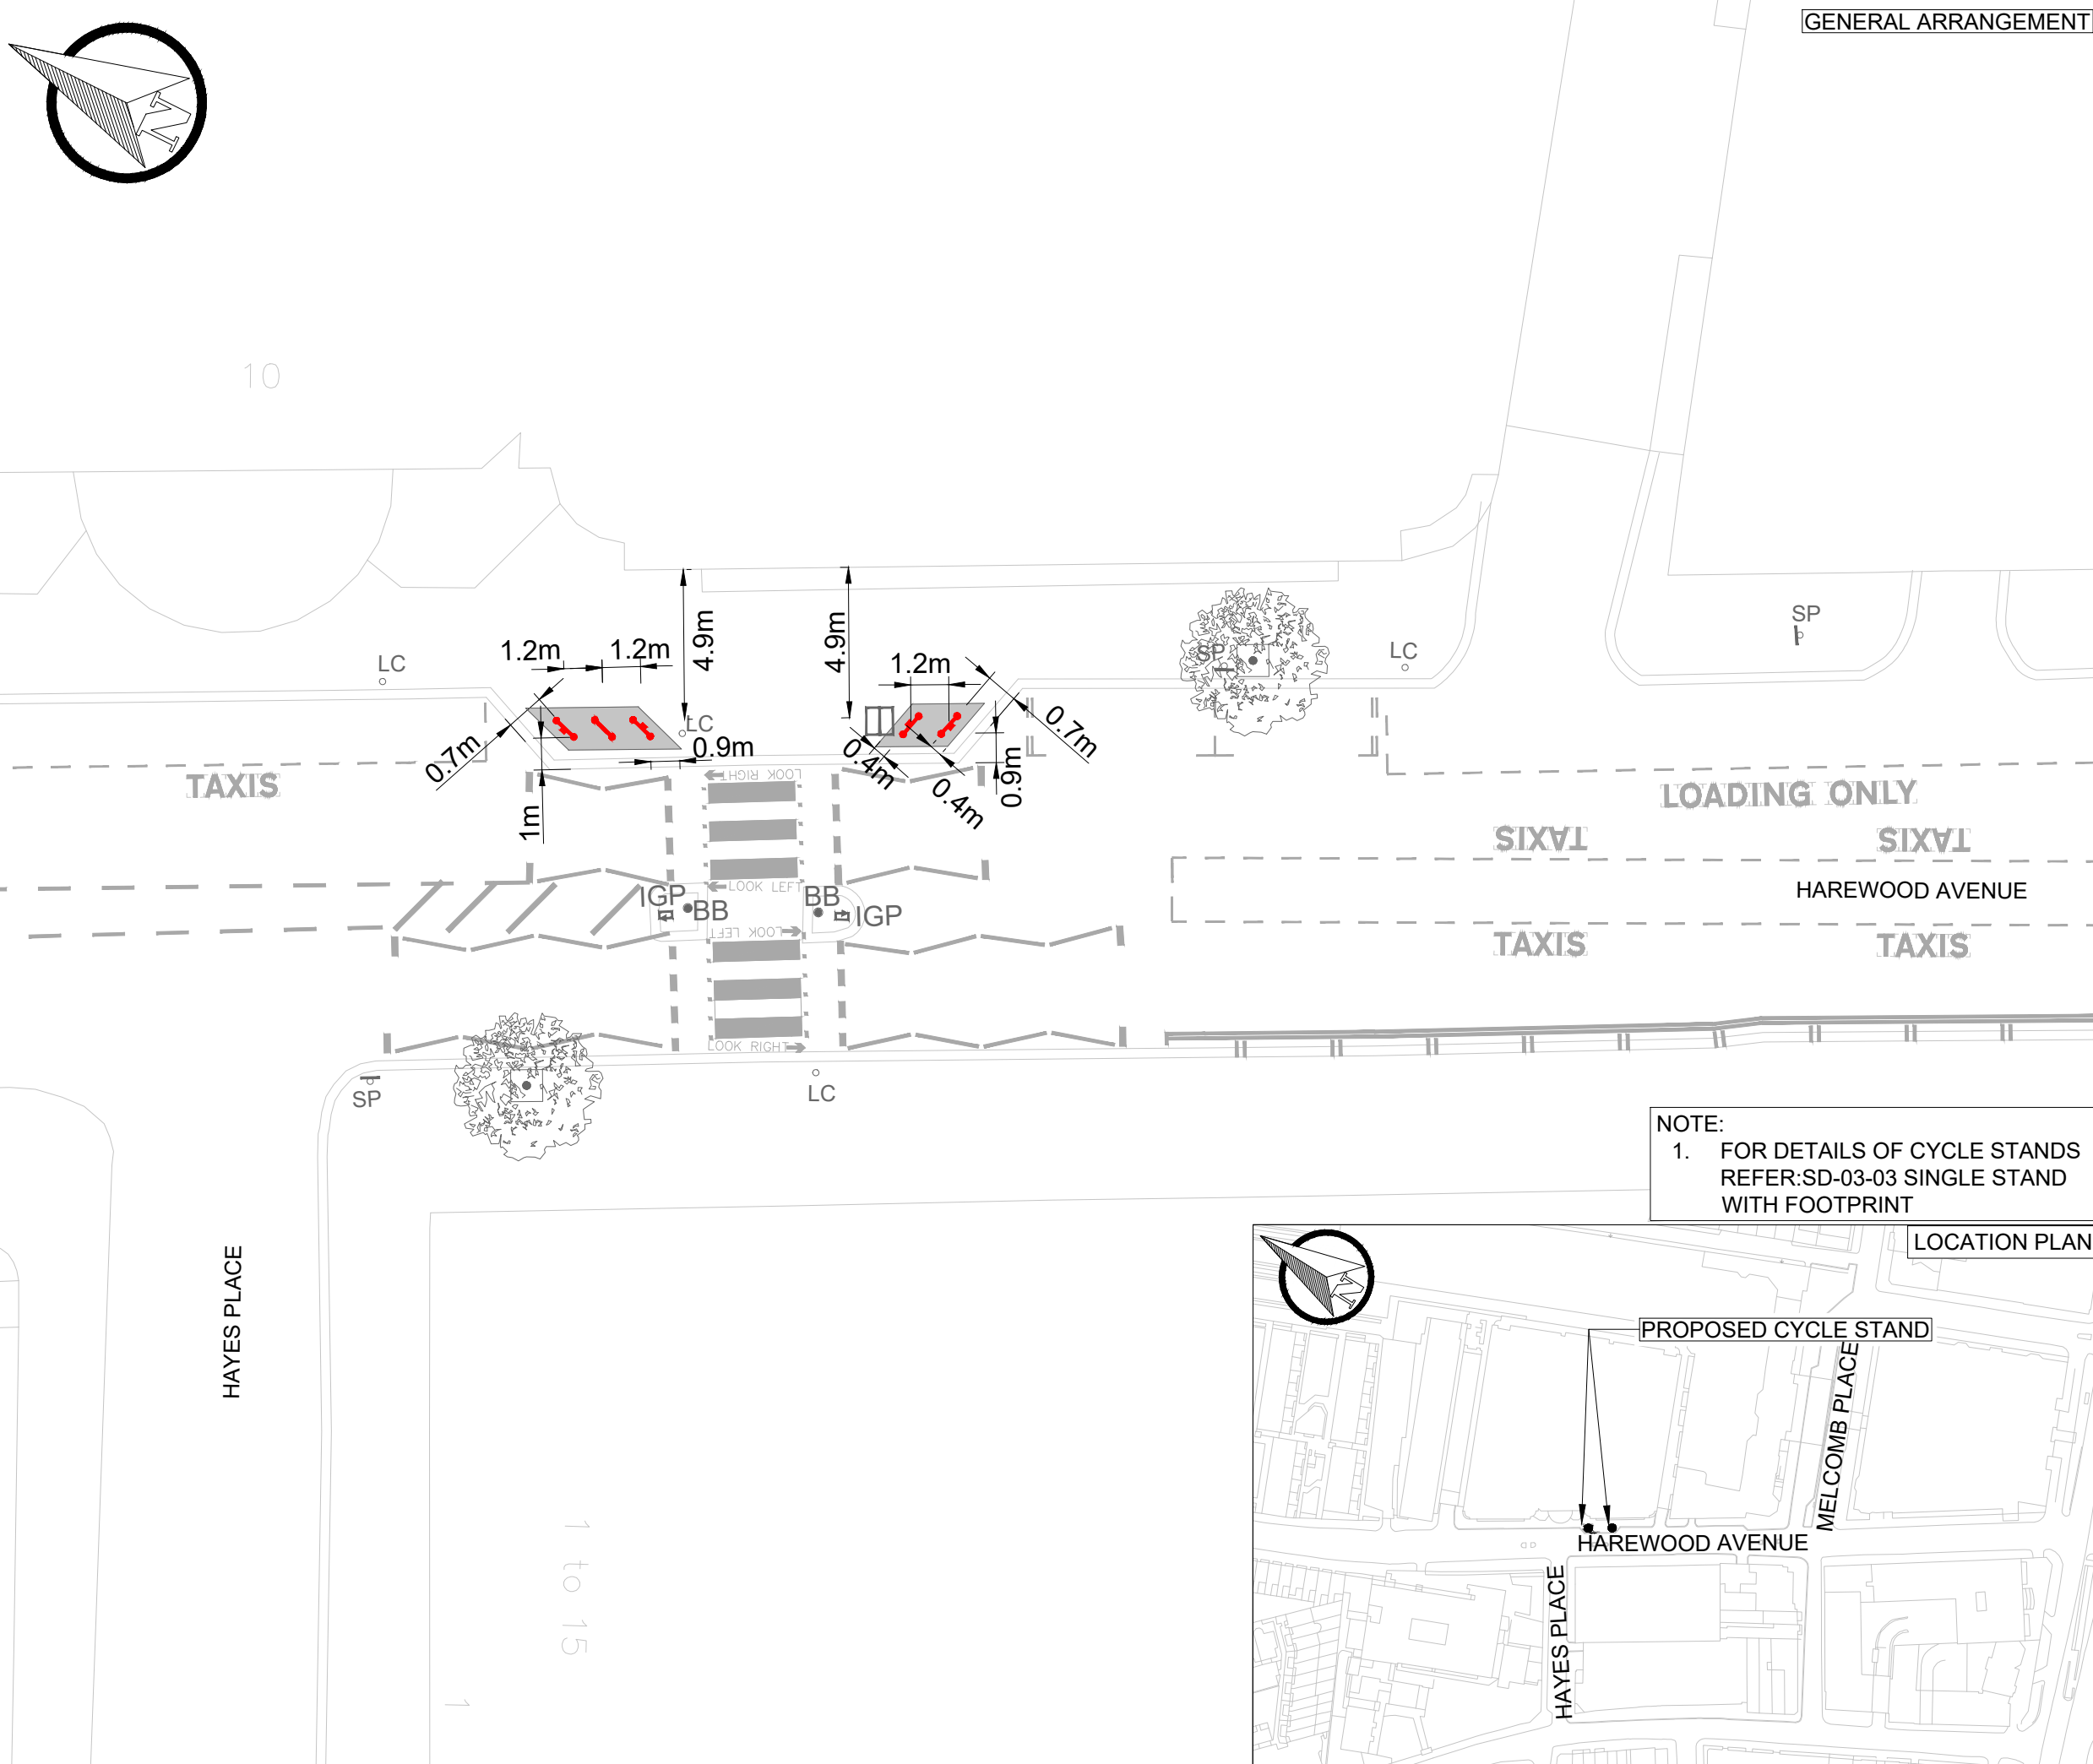 GENERAL ARRANGEMENT
N
10
4.9m
4.9m
1.2m
1.2m
1.2m
SP
SP
LC
LC
LC
0.7m
0.9m
0.4m
0.4m
0.9m
0.7m
1m
TAXIS
LOOK RIGHT
LOADING ONLY
TAXIS
TAXIS
LOOK LEFT
IGP
BB
BB
IGP
HAREWOOD AVENUE
LOOK LEFT
TAXIS
TAXIS
LOOK RIGHT
SP
LC
HAYES PLACE
1 to 15
1
NOTE:
1. FOR DETAILS OF CYCLE STANDS
REFER:SD-03-03 SINGLE STAND
WITH FOOTPRINT
LOCATION PLAN
N
PROPOSED CYCLE STAND
MELCOMB PLACE
HAREWOOD AVENUE
HAYES PLACE